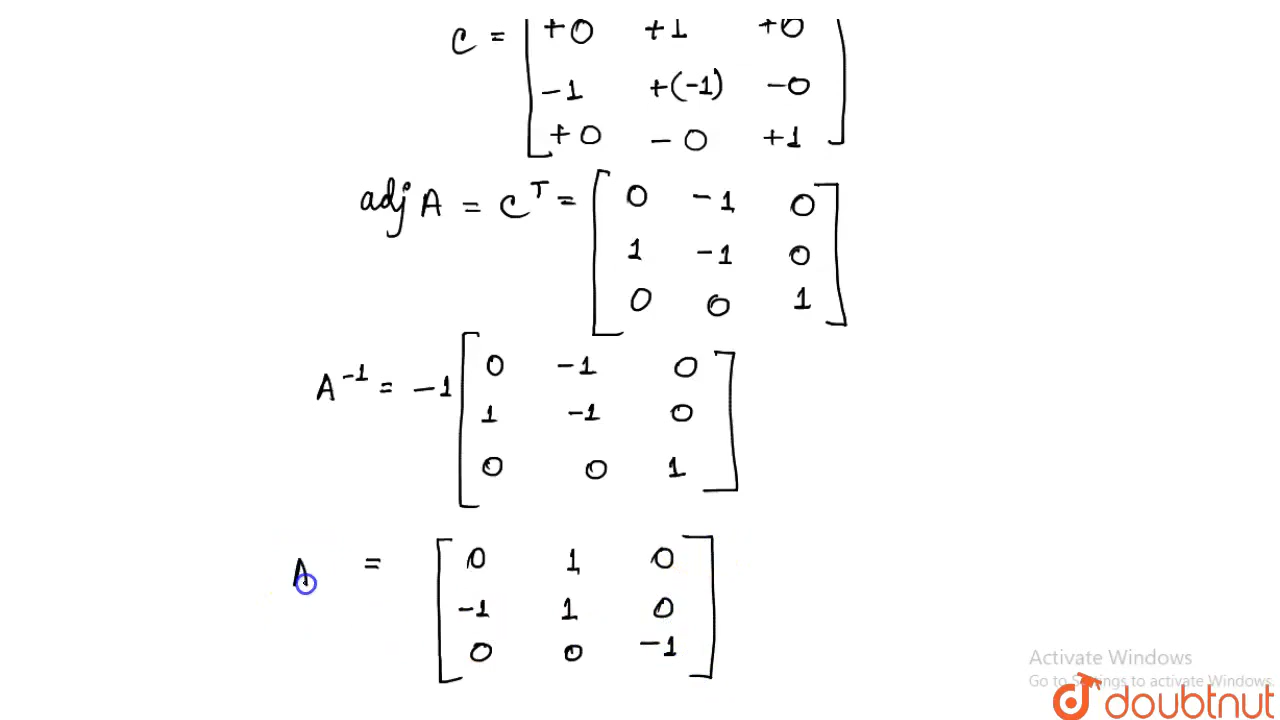 C = [ +0 +1 +0
-1 +(-1) -0
+0 -0 +1 ]
adj A = C^T = [ 0 -1 0
1 -1 0
0 0 1 ]
A^-1 = -1 [ 0 -1 0
1 -1 0
0 0 1 ]
A = [ 0 1 0
-1 1 0
0 0 -1 ]
Activate Windows
Go to Settings to activate Windows.
doubtnut